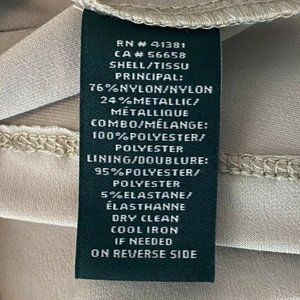 RN # 41381
CA # 56658
SHELL/TISSU
PRINCIPAL:
76%NYLON/NYLON
24%METALLIC/
MÉTALLIQUE
COMBO/MÉLANGE:
100%POLYESTER/
POLYESTER
LINING/DOUBLURE:
95%POLYESTER/
POLYESTER
5%ELASTANE/
ÉLASTHANNE
DRY CLEAN
COOL IRON
IF NEEDED
ON REVERSE SIDE